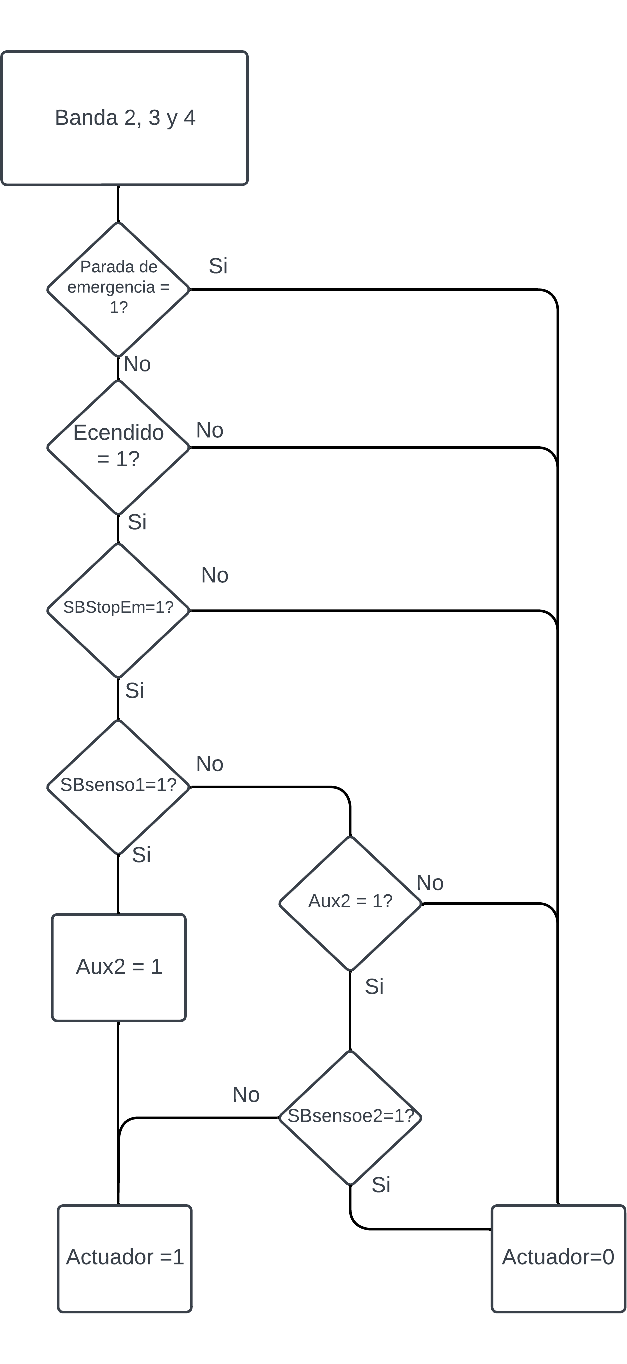 Banda 2, 3 y 4
Parada de
emergencia =
1?
Si
No
Ecendido
= 1?
No
Si
SBStopEm=1?
No
Si
SBsenso1=1?
No
Si
Aux2 = 1?
No
Si
Aux2 = 1
SBsensoe2=1?
No
Si
Actuador =1
Actuador=0